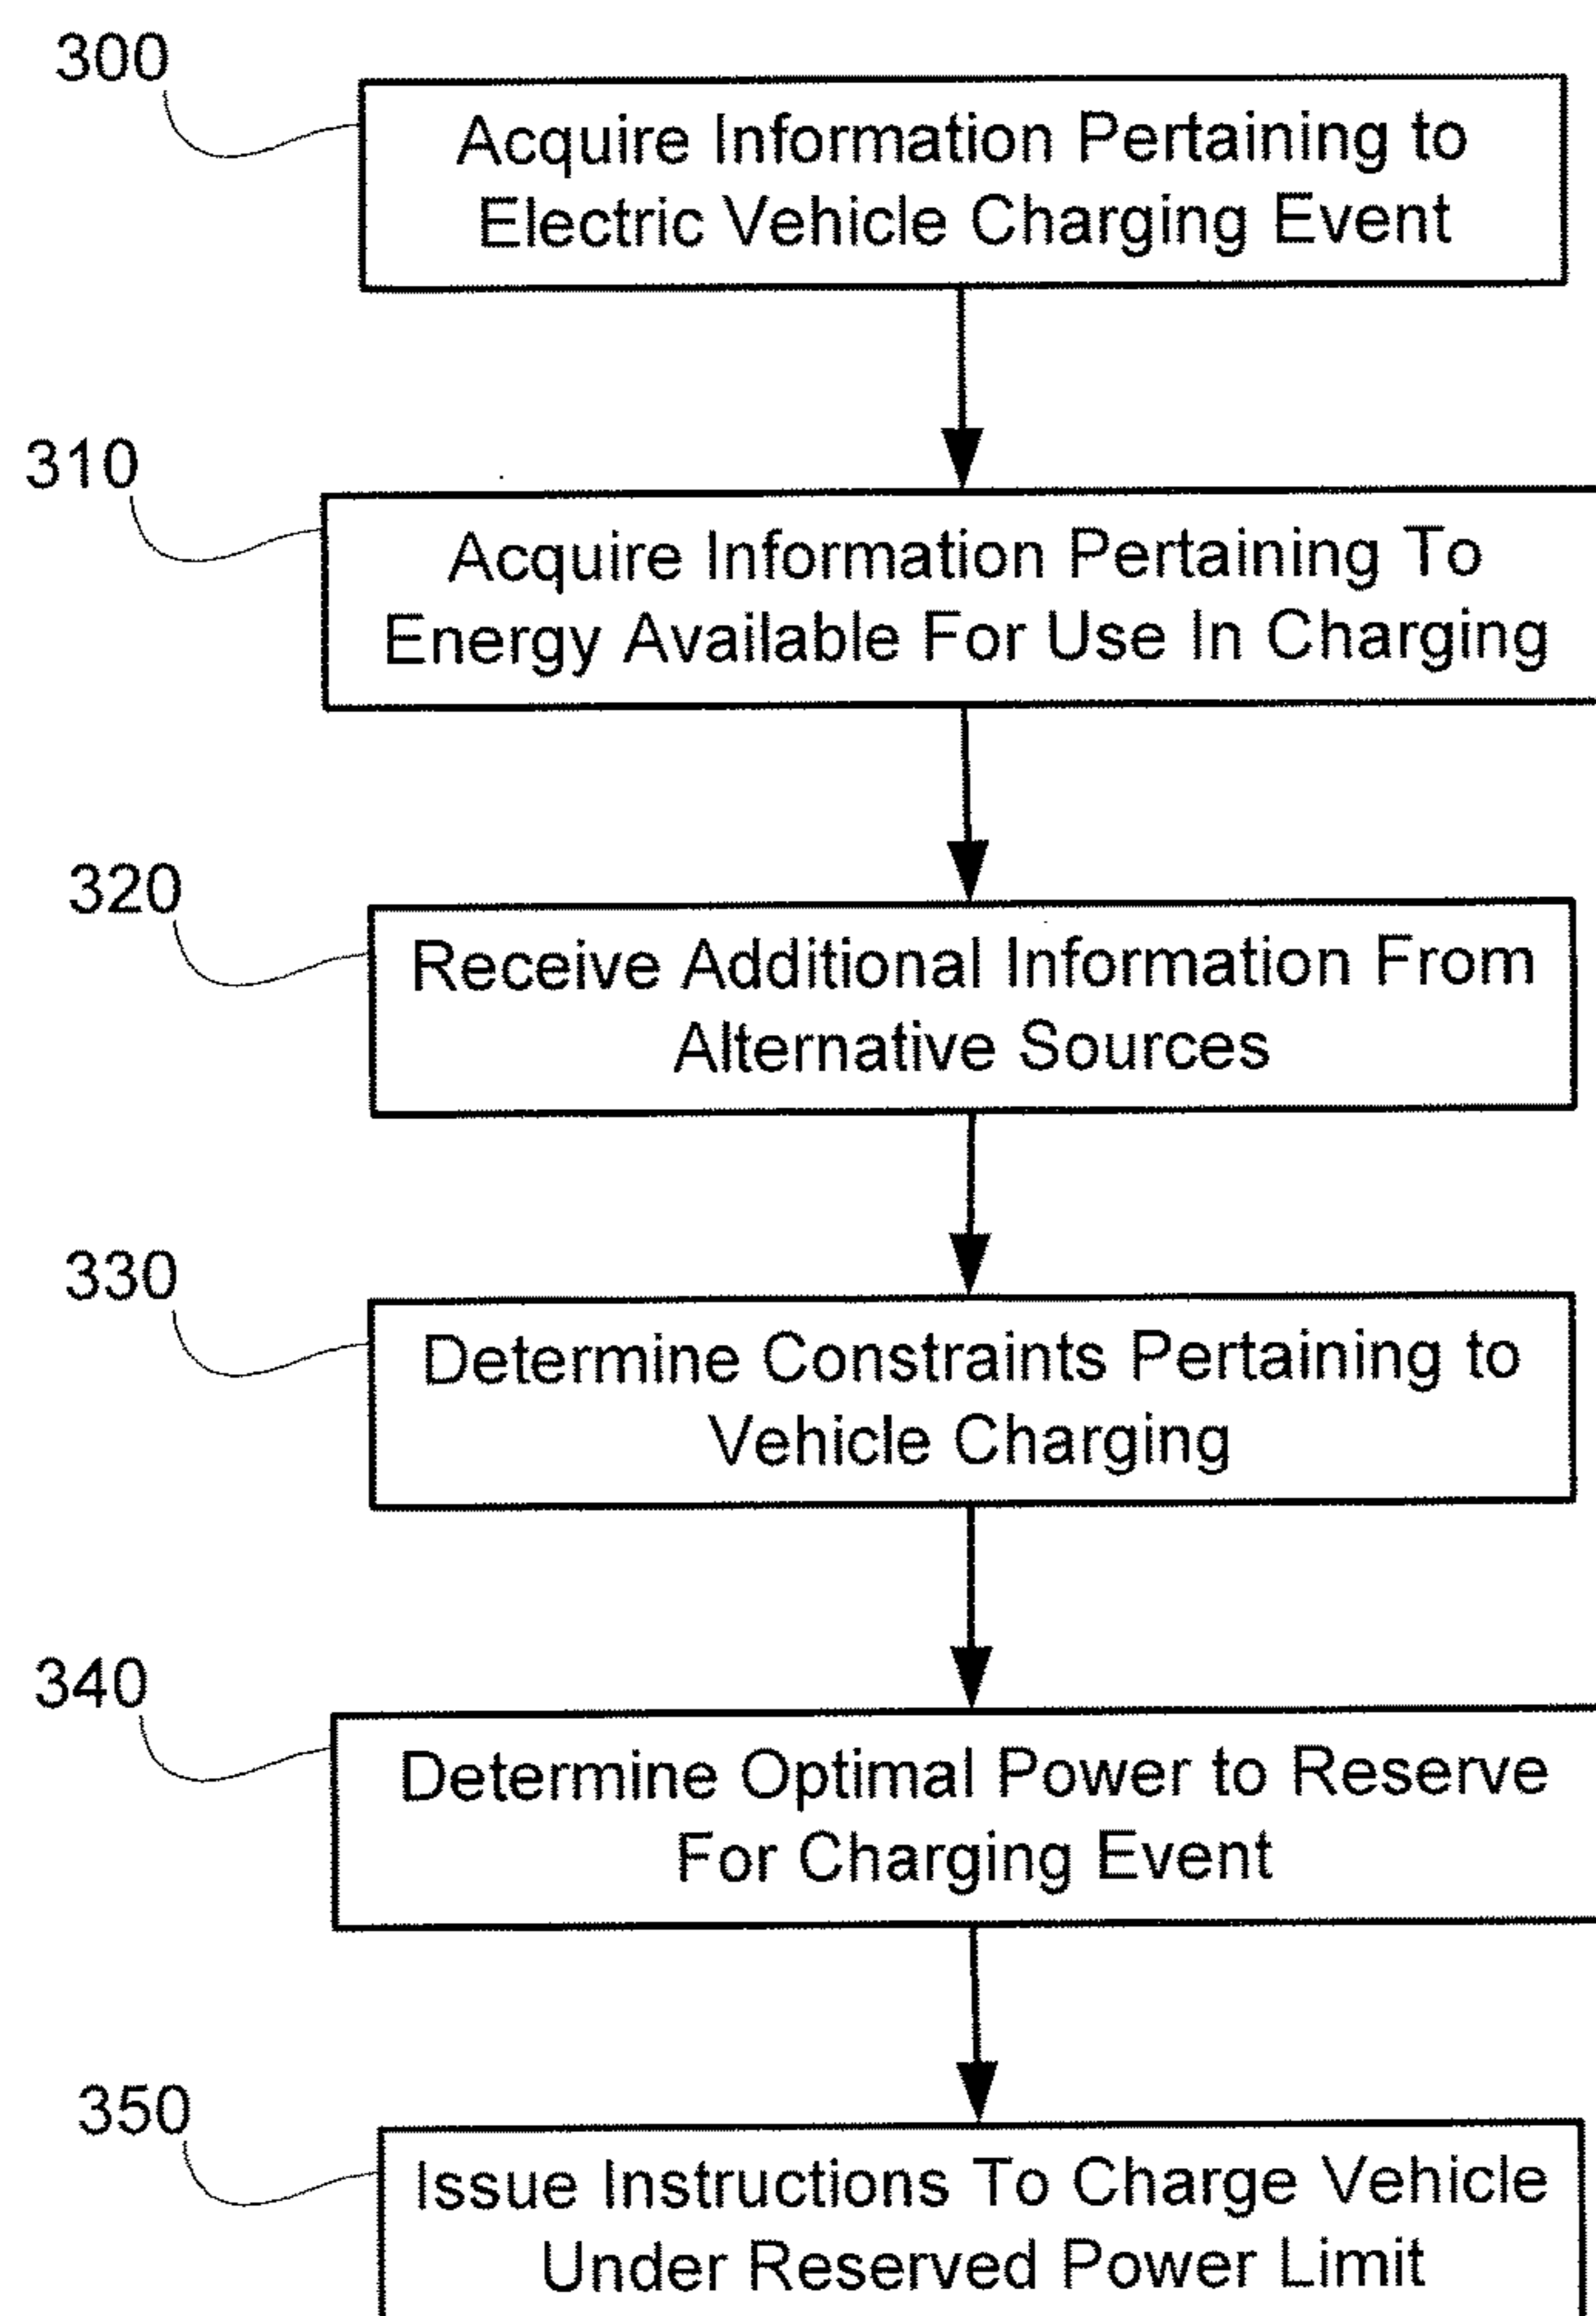 300
Acquire Information Pertaining to
Electric Vehicle Charging Event
310
Acquire Information Pertaining To
Energy Available For Use In Charging
320
Receive Additional Information From
Alternative Sources
330
Determine Constraints Pertaining to
Vehicle Charging
340
Determine Optimal Power to Reserve
For Charging Event
350
Issue Instructions To Charge Vehicle
Under Reserved Power Limit